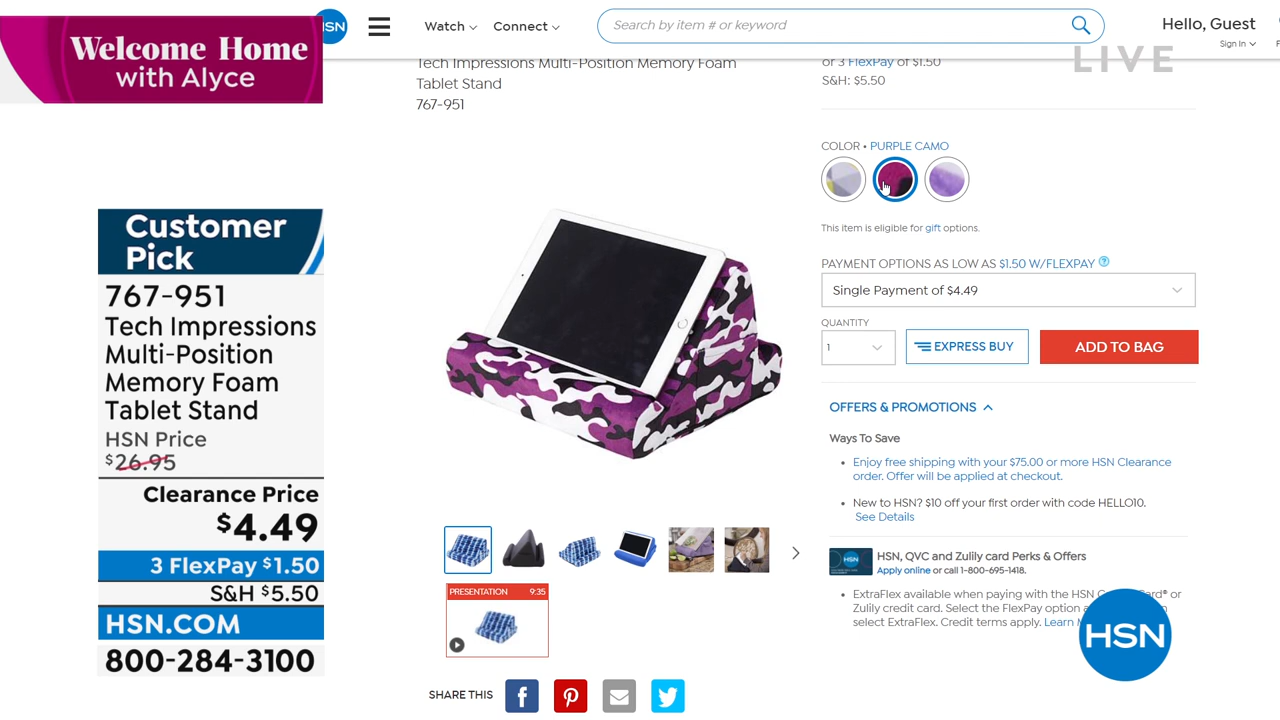 Welcome Home
with Alyce
Customer
Pick
767-951
Tech Impressions
Multi-Position
Memory Foam
Tablet Stand
HSN Price
$26.95
Clearance Price
$4.49
3 FlexPay $1.50
S&H $5.50
HSN.COM
800-284-3100
HSN
Watch
Connect
Search by item # or keyword
Hello, Guest
Sign In
LIVE
Tech Impressions Multi-Position Memory Foam
Tablet Stand
767-951
or 3 FlexPay of $1.50
S&H: $5.50
COLOR • PURPLE CAMO
This item is eligible for gift options.
PAYMENT OPTIONS AS LOW AS $1.50 W/FLEXPAY ?
Single Payment of $4.49
QUANTITY
1
EXPRESS BUY
ADD TO BAG
OFFERS & PROMOTIONS
Ways To Save
• Enjoy free shipping with your $75.00 or more HSN Clearance
order. Offer will be applied at checkout.
• New to HSN? $10 off your first order with code HELLO10.
See Details
HSN
HSN, QVC and Zulily card Perks & Offers
Apply online or call 1-800-695-1418.
• ExtraFlex available when paying with the HSN Card® or
Zulily credit card. Select the FlexPay option
select ExtraFlex. Credit terms apply. Learn
HSN
PRESENTATION 9:35
SHARE THIS